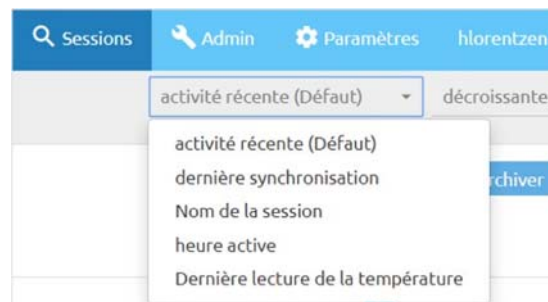 Sessions Admin Paramètres hlorentzen
activité récente (Défaut) décroissante
activité récente (Défaut)
dernière synchronisation
rchiver
Nom de la session
heure active
Dernière lecture de la température